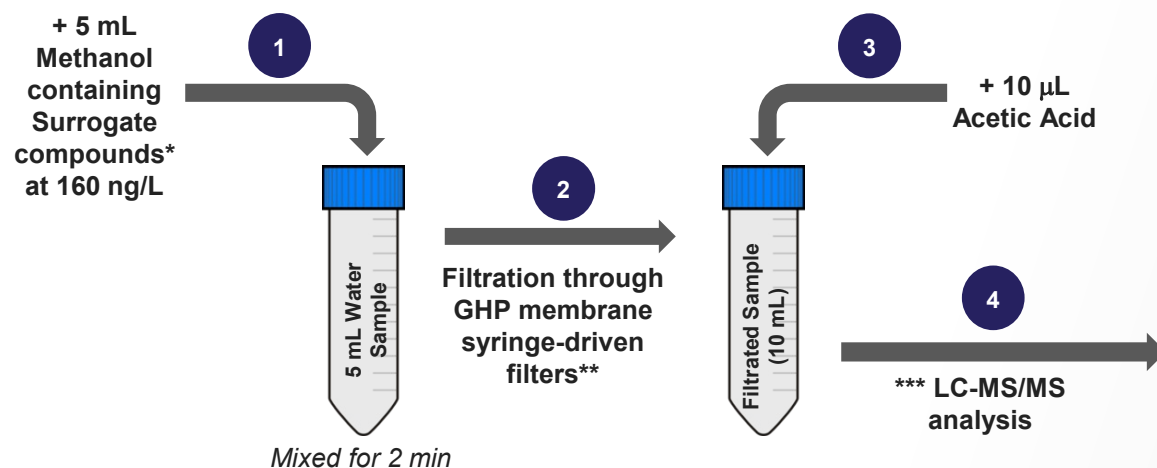 + 5 mL
Methanol
containing
Surrogate
compounds*
at 160 ng/L
1
5 mL Water
Sample
Mixed for 2 min
2
Filtration through
GHP membrane
syringe-driven
filters**
3
+ 10 µL
Acetic Acid
Filtrated Sample
(10 mL)
4
*** LC-MS/MS
analysis